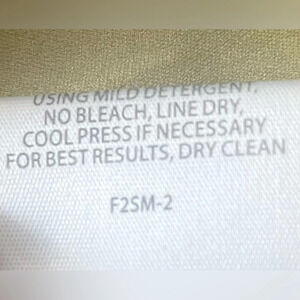 USING MILD DETERGENT,
NO BLEACH, LINE DRY,
COOL PRESS IF NECESSARY
FOR BEST RESULTS, DRY CLEAN
F2SM-2